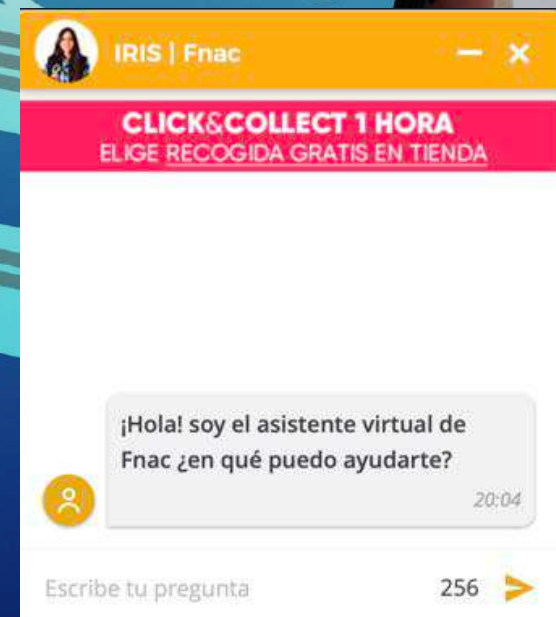 IRIS | Fnac
CLICK&COLLECT 1 HORA
ELIGE RECOGIDA GRATIS EN TIENDA
¡Hola! soy el asistente virtual de
Fnac ¿en qué puedo ayudarte?
20:04
Escribe tu pregunta 256